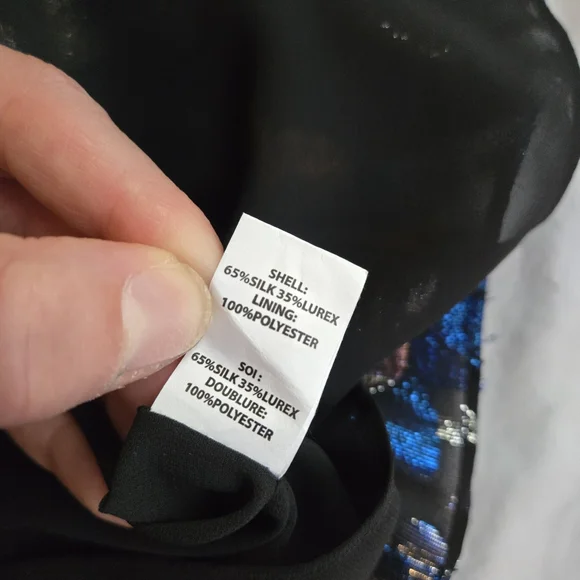 SHELL:
65%SILK 35%LUREX
LINING:
100%POLYESTER
SOI :
65%SILK 35%LUREX
DOUBLURE:
100%POLYESTER